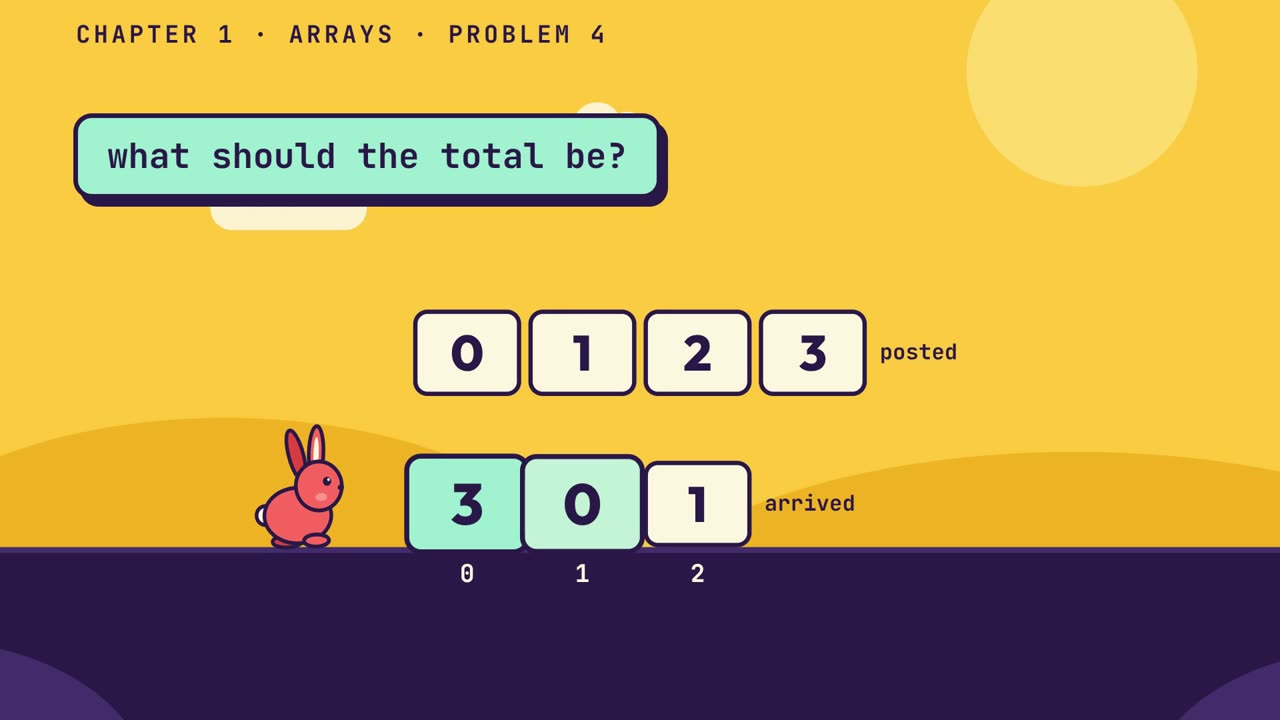 CHAPTER 1 · ARRAYS · PROBLEM 4
what should the total be?
0 1 2 3 posted
3 0 1 arrived
0 1 2